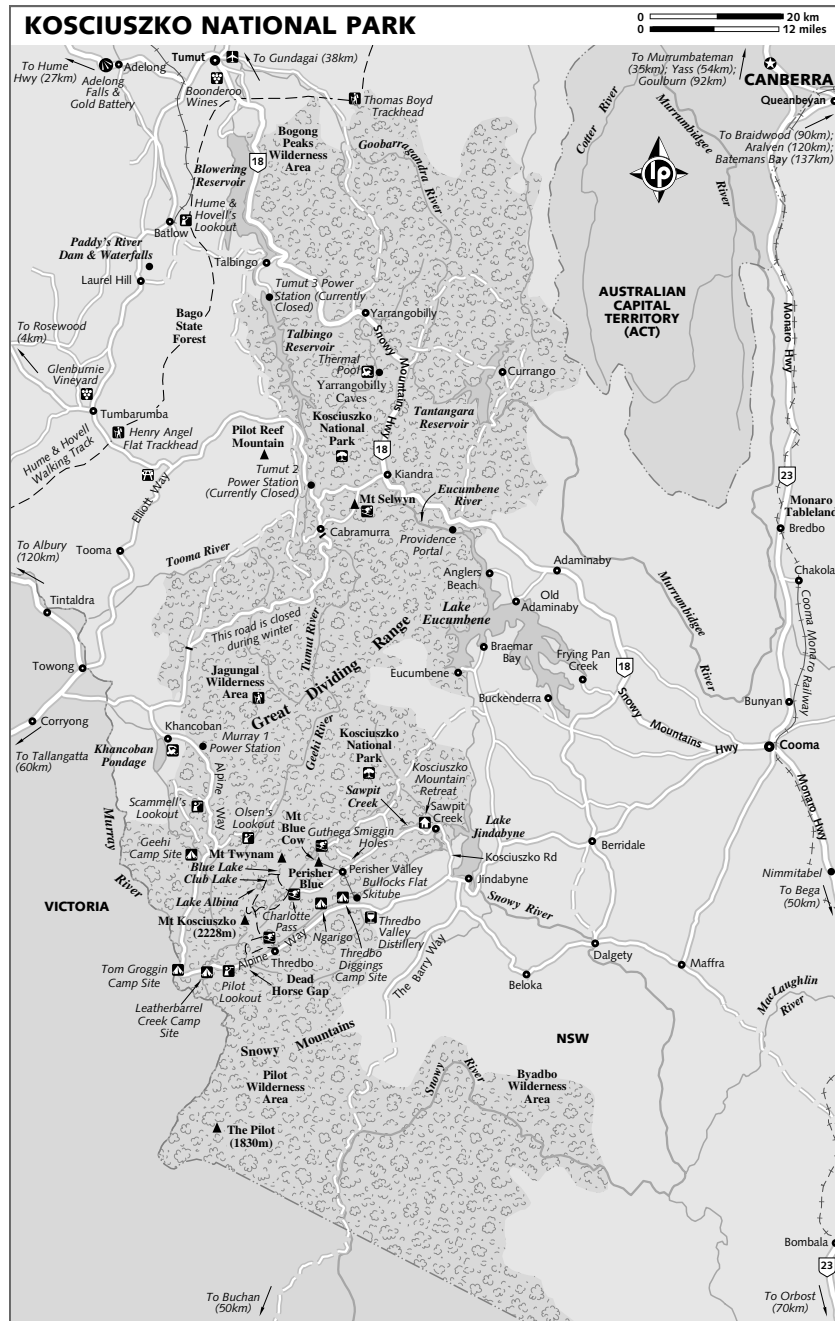 KOSCIUSZKO NATIONAL PARK
0 20 km
0 12 miles
To Hume
Hwy (27km)
Adelong
Adelong
Falls &
Gold Battery
Tumut
To Gundagai (38km)
Boonderoo
Wines
Thomas Boyd
Trackhead
To Murrumbateman
(35km); Yass (54km);
Goulburn (92km)
CANBERRA
Queanbeyan
To Braidwood (90km);
Aralven (120km);
Batemans Bay (137km)
Cotter River
Murrumbidgee
River
lp
Bogong
Peaks
Wilderness
Area
Goobarragandra
River
18
Blowering
Reservoir
Hume &
Hovell's
Lookout
Batlow
Paddy's River
Dam & Waterfalls
Laurel Hill
Talbingo
Tumut 3 Power
Station (Currently
Closed)
Yarrangobilly
Bago
State
Forest
Talbingo
Reservoir
Snowy
Mountains
Hwy
AUSTRALIAN
CAPITAL
TERRITORY
(ACT)
Monaro Hwy
To Rosewood
(4km)
Glenburnie
Vineyard
Thermal
Pool
Yarrangobilly
Caves
Currango
Tantangara
Reservoir
Tumbarumba
Henry Angel
Flat Trackhead
Hume & Hovell
Walking Track
Pilot Reef
Mountain
Kosciuszko
National
Park
18
Tumut 2
Power Station
(Currently Closed)
Kiandra
Mt Selwyn
Eucumbene
River
23
Monaro
Tableland
Elliott Way
Cabramurra
Providence
Portal
Bredbo
To Albury
(120km)
Tooma
Tooma River
Anglers
Beach
Adaminaby
Old
Adaminaby
Chakola
Tintaldra
This road is closed
during winter
Tumut River
Great Dividing Range
Lake
Eucumbene
Murrumbidgee
River
Cooma Monaro Railway
Towong
Jagungal
Wilderness
Area
Braemar
Bay
Eucumbene
Frying Pan
Creek
18
Buckenderra
Snowy Mountains Hwy
Bunyan
Corryong
To Tallangatta
(60km)
Khancoban
Khancoban
Pondage
Murray 1
Power Station
Geehi River
Kosciuszko
National
Park
Cooma
Alpine Way
Kosciuszko
Mountain
Retreat
Sawpit
Creek
Sawpit
Creek
Monaro Hwy
Scammell's
Lookout
Olsen's
Lookout
Mt
Blue
Cow
Guthega
Smiggin
Holes
Lake
Jindabyne
Murray
River
Geehi
Camp Site
Mt Twynam
Blue Lake
Club Lake
Perisher
Blue
Perisher Valley
Kosciuszko Rd
Berridale
Nimmitabel
To Bega
(50km)
Bullocks Flat
Skitube
Jindabyne
VICTORIA
Lake Albina
Mt Kosciuszko
(2228m)
Charlotte
Pass
Ngarigo
Thredbo
Diggings
Camp Site
Thredbo
Valley
Distillery
Snowy River
Alpine Way
Thredbo
The Barry Way
Dalgety
Maffra
Tom Groggin
Camp Site
Pilot
Lookout
Dead
Horse Gap
Leatherbarrel
Creek Camp
Site
Beloka
MacLaughlin
River
Snowy Mountains
NSW
Pilot
Wilderness
Area
Snowy
River
Byadbo
Wilderness
Area
The Pilot
(1830m)
Bombala
23
To Buchan
(50km)
To Orbost
(70km)